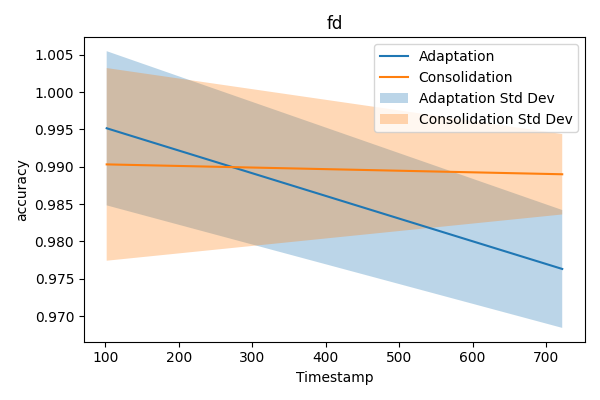 fd
1.005
1.000
0.995
0.990
0.985
0.980
0.975
0.970
accuracy
Adaptation
Consolidation
Adaptation Std Dev
Consolidation Std Dev
100
200
300
400
500
600
700
Timestamp